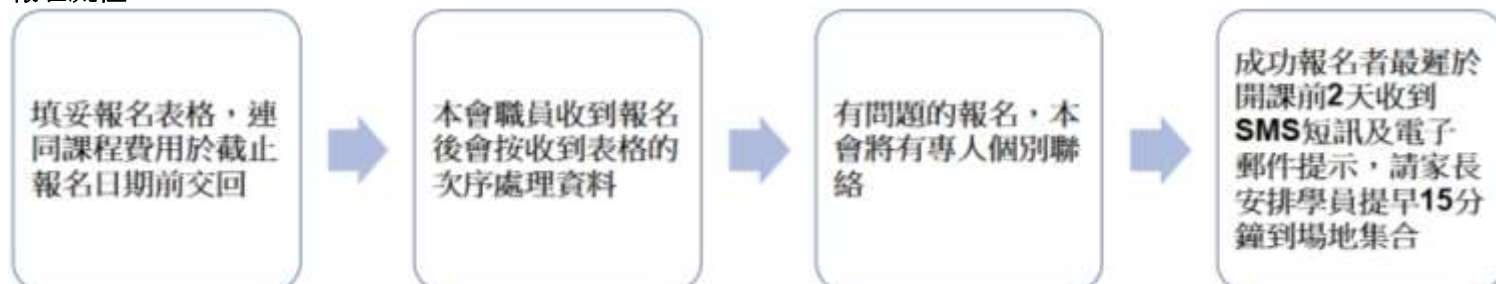 填妥報名表格，連
同課程費用於截止
報名日期前交回
本會職員收到報名
後會按收到表格的
次序處理資料
有問題的報名，本
會將有專人個別聯
絡
成功報名者最遲於
開課前2天收到
SMS短訊及電子
郵件提示，請家長
安排學員提早15分
鐘到場地集合